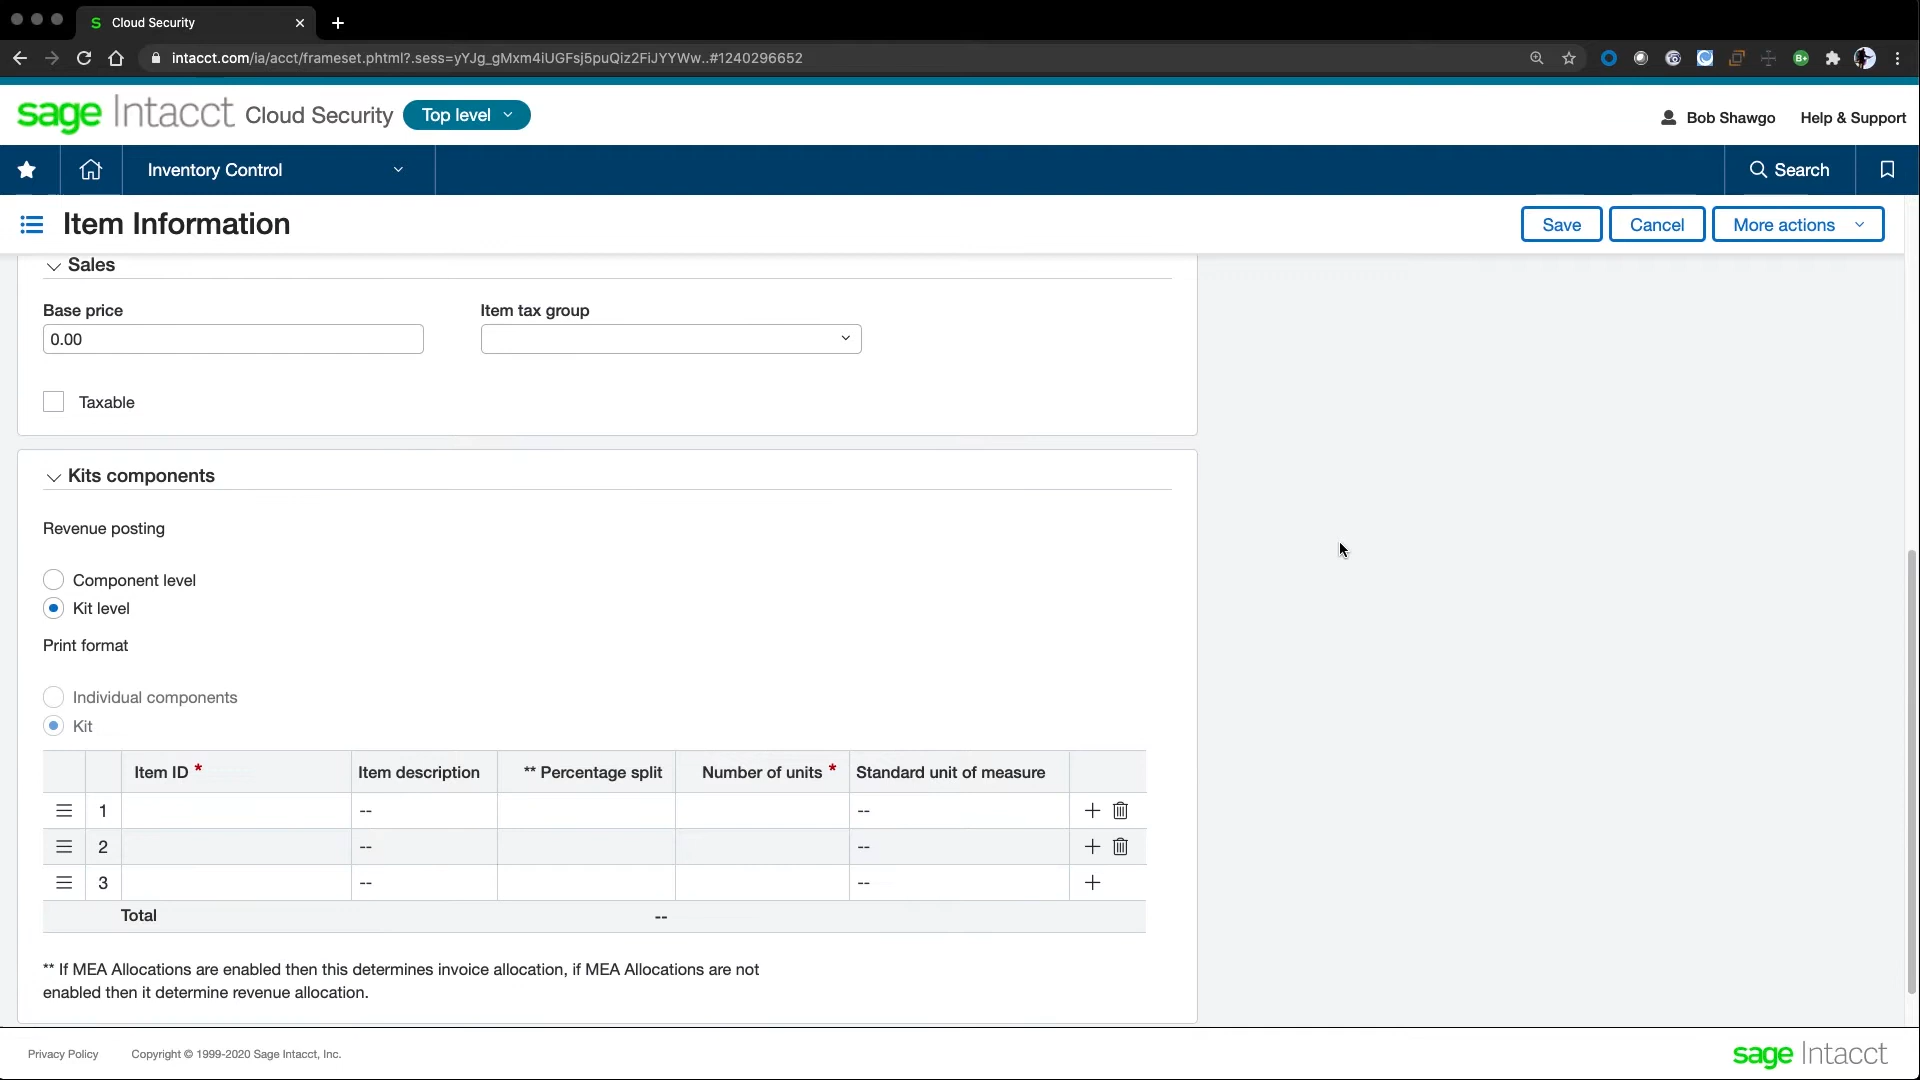 S Cloud Security
intacct.com/ia/acct/frameset.phtml?.sess=yYJg_gMxm4iUGFsj5puQiz2FiJYYWw..#1240296652
sage Intacct Cloud Security Top level
Bob Shawgo Help & Support
Inventory Control
Search
Item Information
Save Cancel More actions
Sales
Base price Item tax group
0.00
Taxable
Kits components
Revenue posting
Component level
Kit level
Print format
Individual components
Kit
Item ID * Item description ** Percentage split Number of units * Standard unit of measure
1 -- --
2 -- --
3 -- --
Total --
** If MEA Allocations are enabled then this determines invoice allocation, if MEA Allocations are not
enabled then it determine revenue allocation.
Privacy Policy Copyright © 1999-2020 Sage Intacct, Inc.
sage Intacct